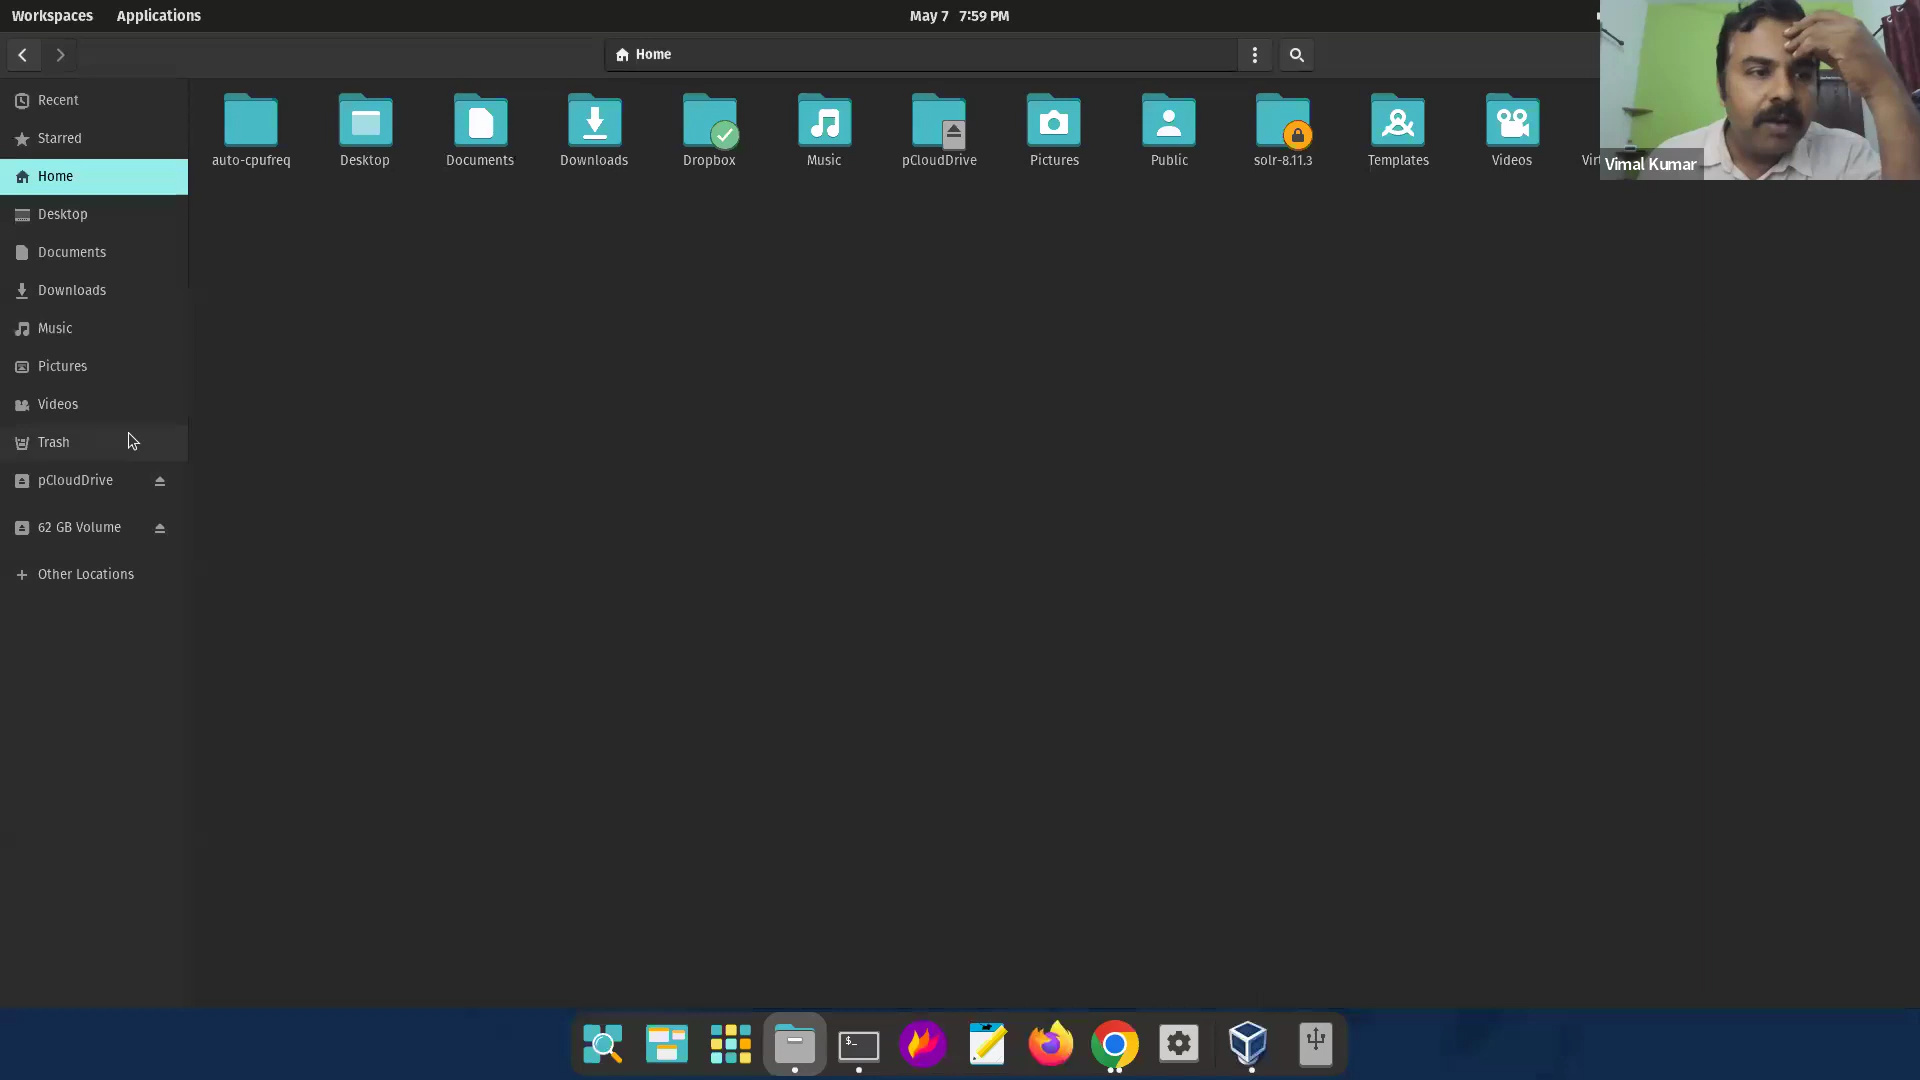 Workspaces Applications May 7 7:59 PM
Home
Recent
Starred
Home
Desktop
Documents
Downloads
Music
Pictures
Videos
Trash
pCloudDrive
62 GB Volume
Other Locations
auto-cpufreq Desktop Documents Downloads Dropbox Music pCloudDrive Pictures Public solr-8.11.3 Templates Videos
Vimal Kumar
$_